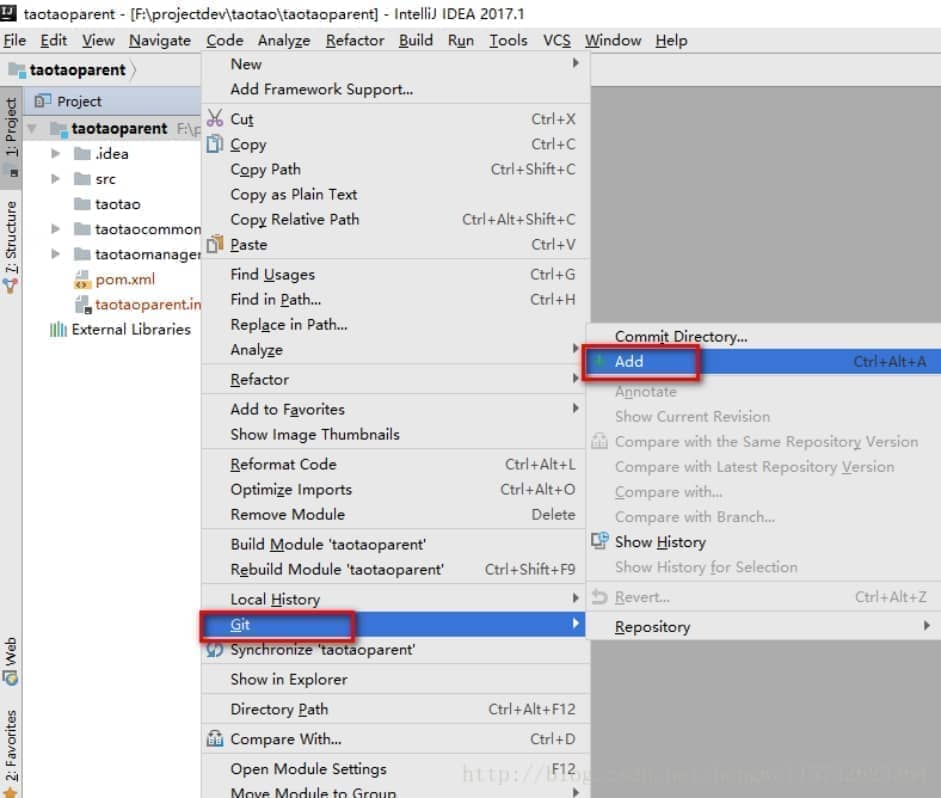 taotaoparent - [F:\projectdev\taotao\taotaoparent] - IntelliJ IDEA 2017.1
File Edit View Navigate Code Analyze Refactor Build Run Tools VCS Window Help
taotaoparent
1: Project
7: Structure
Web
2: Favorites
Project
taotaoparent F:\p
.idea
src
taotao
taotaocommon
taotaomanager
pom.xml
taotaoparent.im
External Libraries
New
Add Framework Support...
Cut Ctrl+X
Copy Ctrl+C
Copy Path Ctrl+Shift+C
Copy as Plain Text
Copy Relative Path Ctrl+Alt+Shift+C
Paste Ctrl+V
Find Usages Ctrl+G
Find in Path... Ctrl+H
Replace in Path...
Analyze
Refactor
Add to Favorites
Show Image Thumbnails
Reformat Code Ctrl+Alt+L
Optimize Imports Ctrl+Alt+O
Remove Module Delete
Build Module 'taotaoparent'
Rebuild Module 'taotaoparent' Ctrl+Shift+F9
Local History
Git
Synchronize 'taotaoparent'
Show in Explorer
Directory Path Ctrl+Alt+F12
Compare With... Ctrl+D
Open Module Settings F12
Move Module to Group
Commit Directory...
Add Ctrl+Alt+A
Annotate
Show Current Revision
Compare with the Same Repository Version
Compare with Latest Repository Version
Compare with...
Compare with Branch...
Show History
Show History for Selection
Revert... Ctrl+Alt+Z
Repository